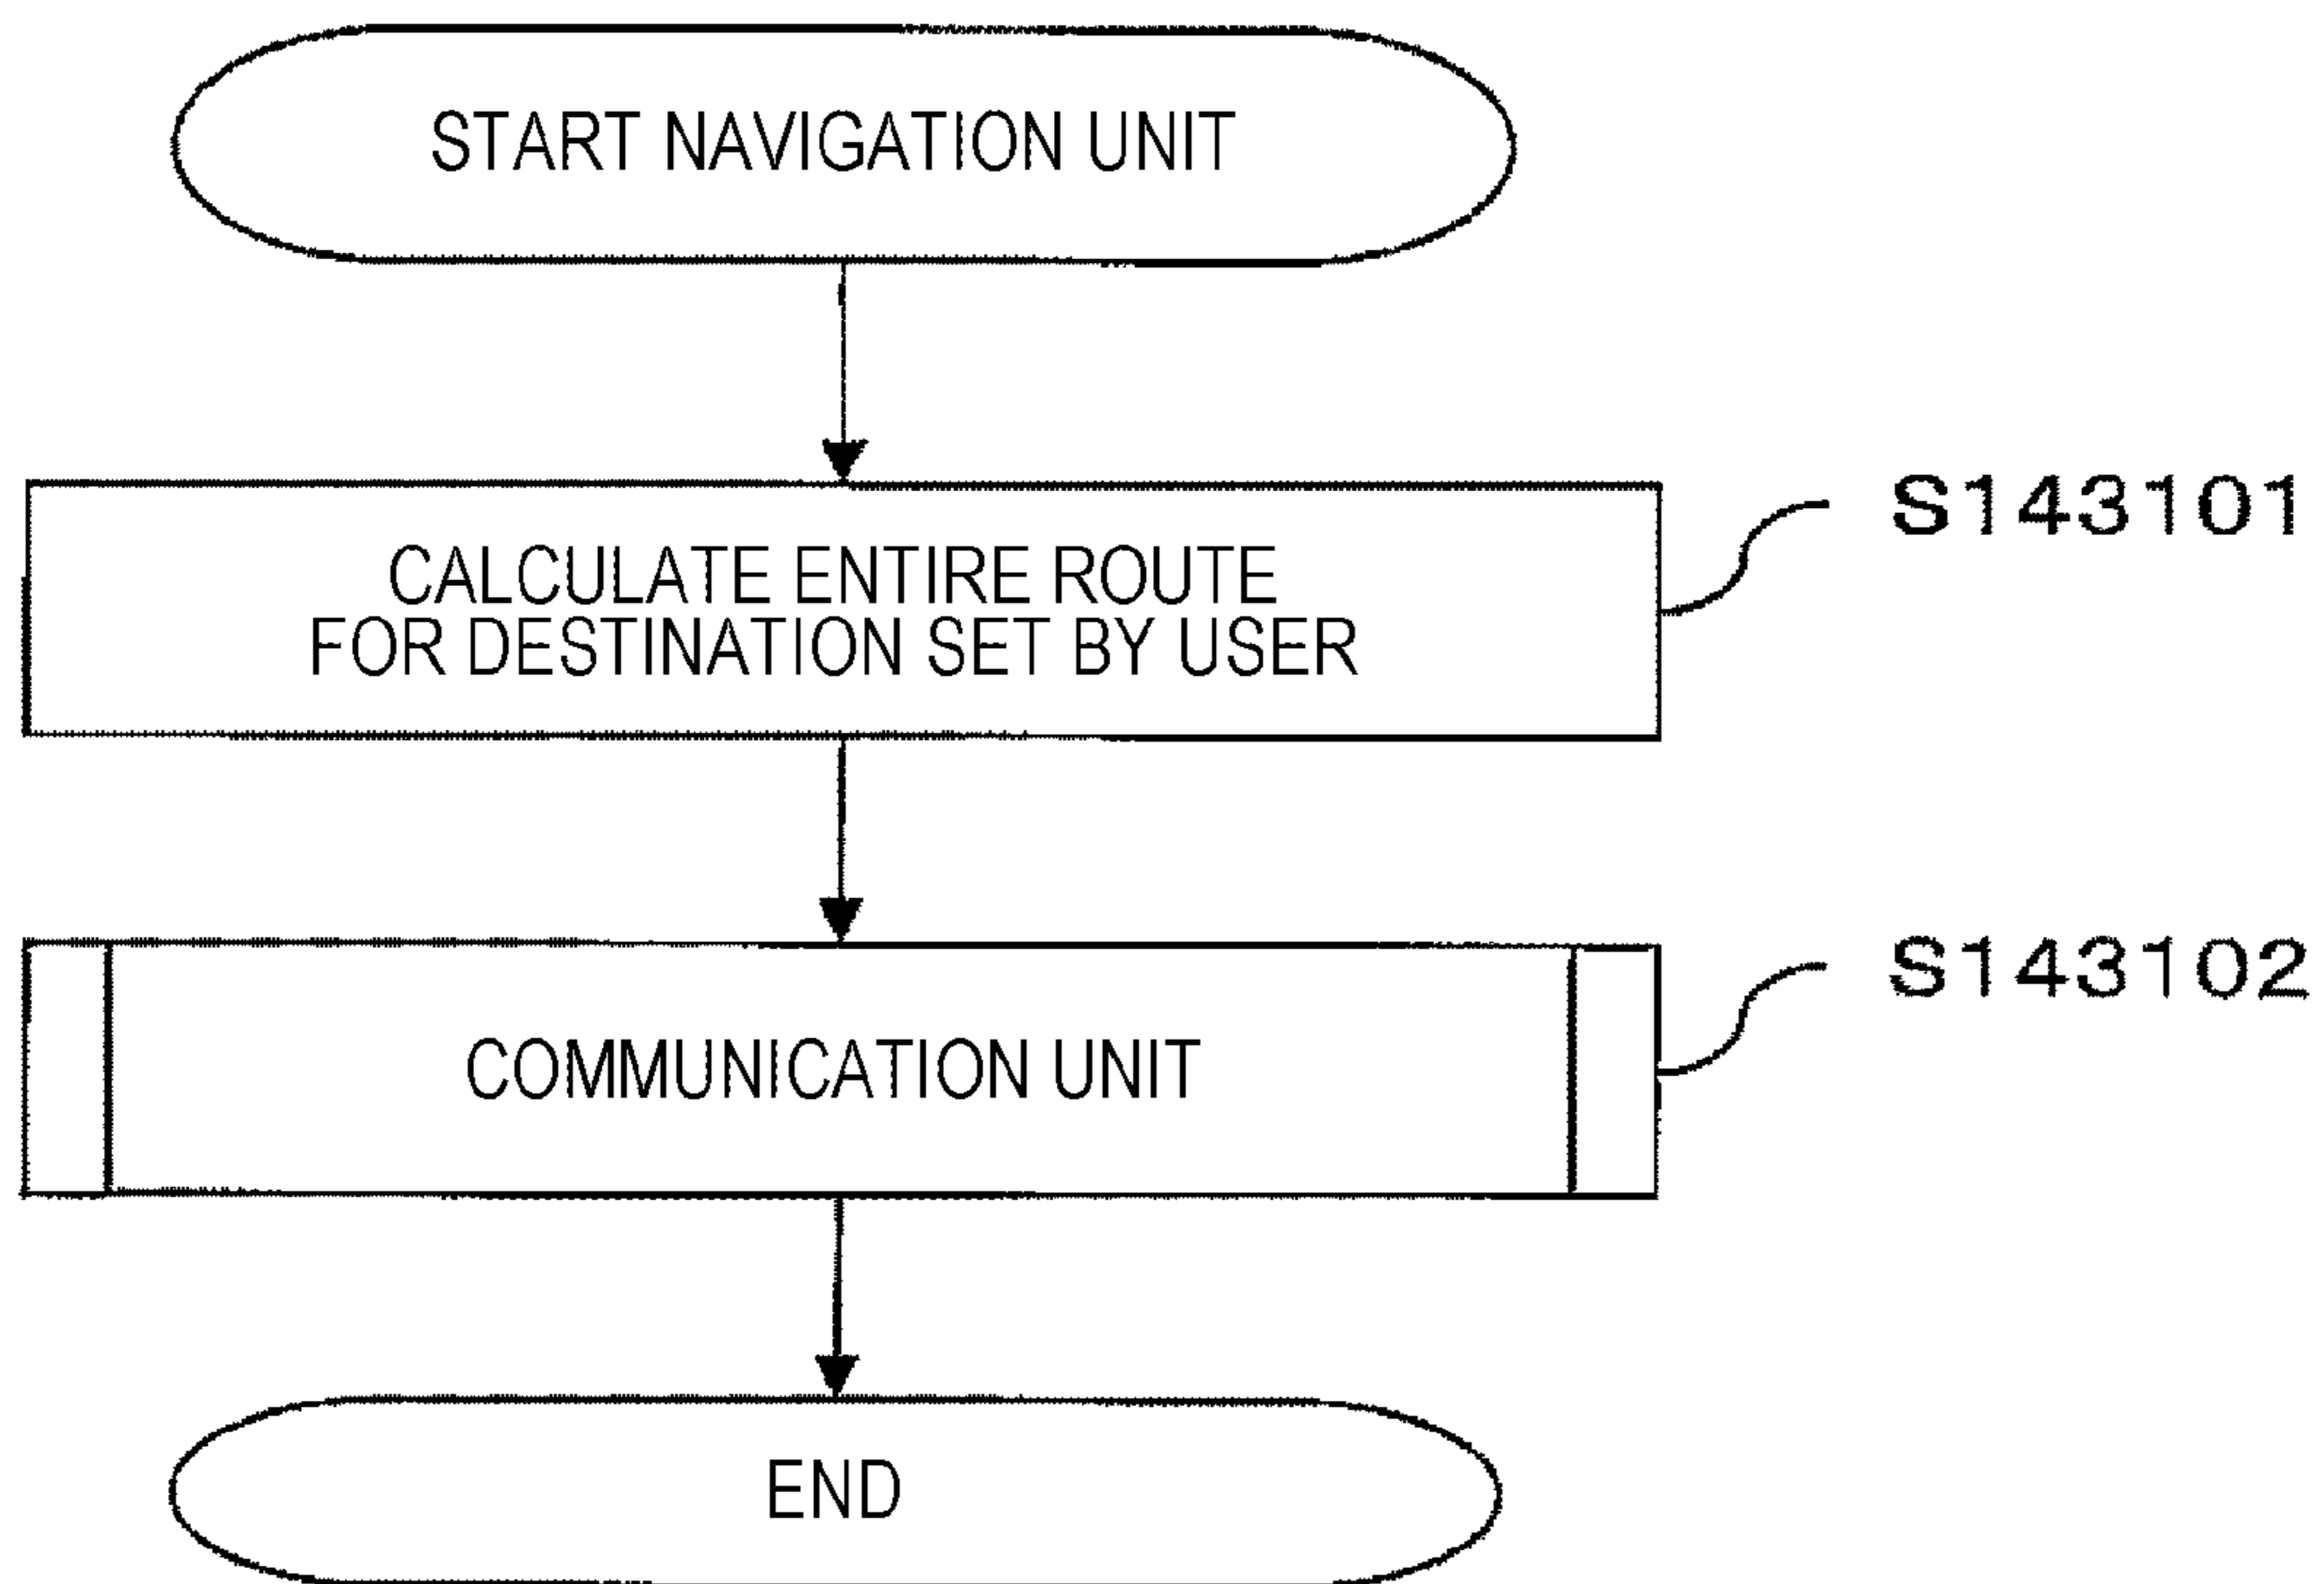 START NAVIGATION UNIT
S143101
CALCULATE ENTIRE ROUTE
FOR DESTINATION SET BY USER
S143102
COMMUNICATION UNIT
END